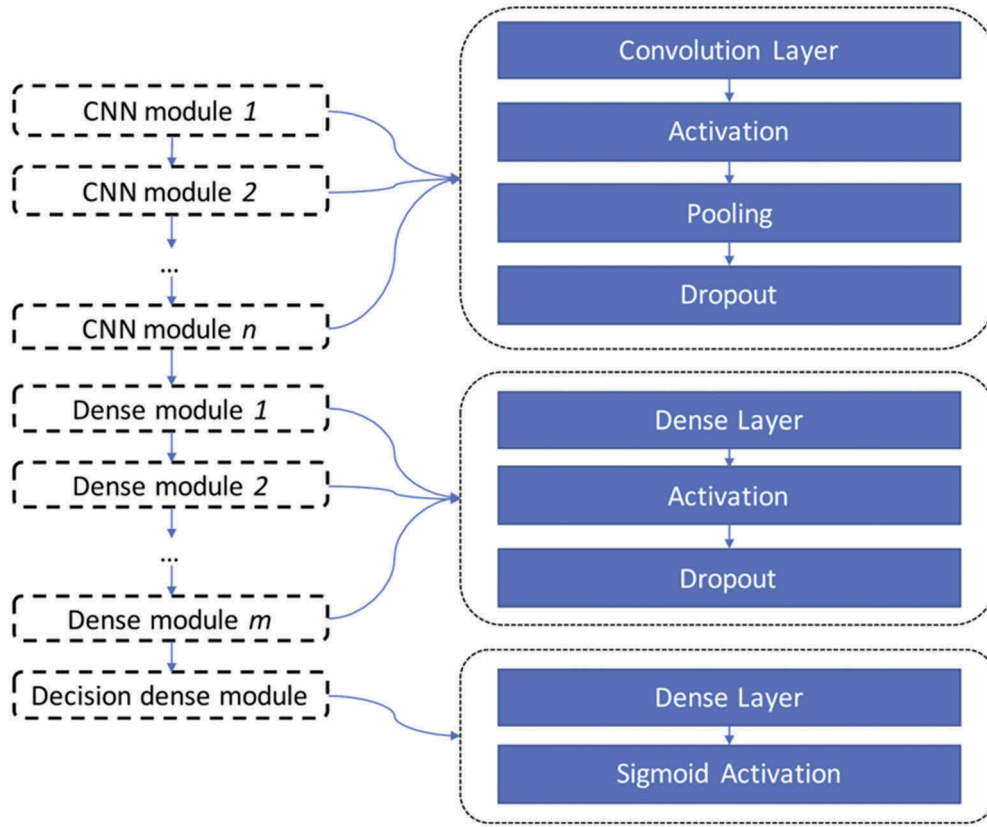 CNN module 1
CNN module 2
...
CNN module n
Dense module 1
Dense module 2
...
Dense module m
Decision dense module
Convolution Layer
Activation
Pooling
Dropout
Dense Layer
Activation
Dropout
Dense Layer
Sigmoid Activation